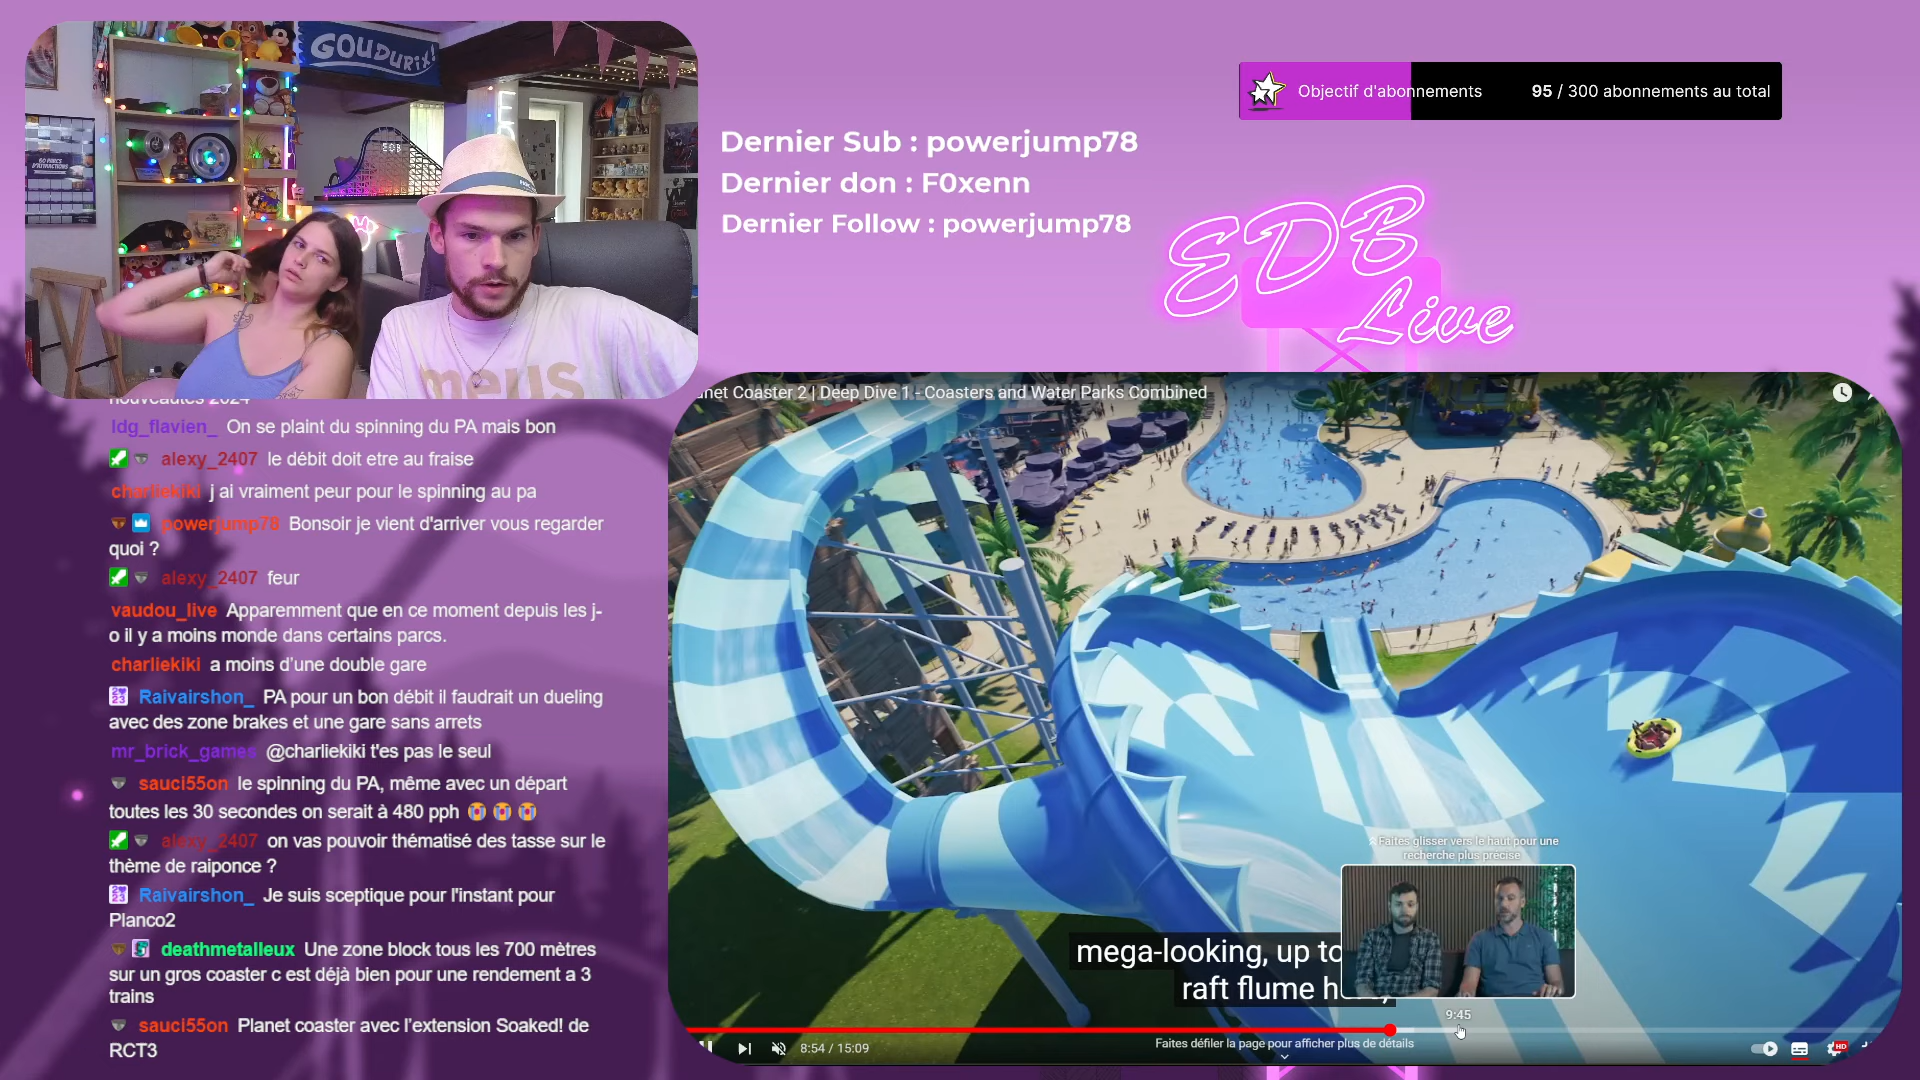 GOUDURIX!
EDB
meus
Objectif d'abonnements
95 / 300 abonnements au total
Dernier Sub : powerjump78
Dernier don : F0xenn
Dernier Follow : powerjump78
EDB
Live
nouveautés 2024
ldg_flavien_ On se plaint du spinning du PA mais bon
alexy_2407 le débit doit etre au fraise
charliekiki j ai vraiment peur pour le spinning au pa
powerjump78 Bonsoir je vient d'arriver vous regarder
quoi ?
alexy_2407 feur
vaudou_live Apparemment que en ce moment depuis les j-
o il y a moins monde dans certains parcs.
charliekiki a moins d'une double gare
Raivairshon_ PA pour un bon débit il faudrait un dueling
avec des zone brakes et une gare sans arrets
mr_brick_games @charliekiki t'es pas le seul
sauci55on le spinning du PA, même avec un départ
toutes les 30 secondes on serait à 480 pph 😭 😭 😭
alexy_2407 on vas pouvoir thématisé des tasse sur le
thème de raiponce ?
Raivairshon_ Je suis sceptique pour l'instant pour
Planco2
deathmetalleux Une zone block tous les 700 mètres
sur un gros coaster c est déjà bien pour une rendement a 3
trains
sauci55on Planet coaster avec l'extension Soaked! de
RCT3
net Coaster 2 | Deep Dive 1 - Coasters and Water Parks Combined
Faites glisser vers le haut pour une
recherche plus précise
mega-looking, up to
raft flume
9:45
8:54 / 15:09
Faites défiler la page pour afficher plus de détails
HD